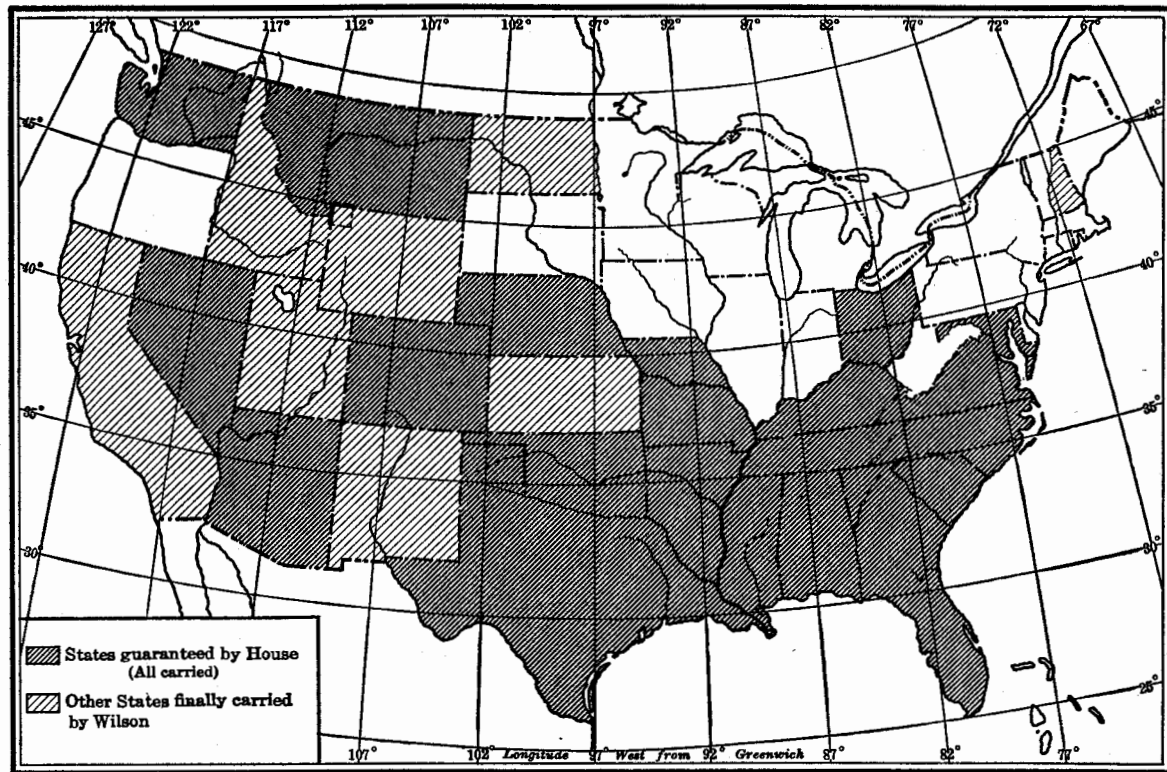 127° 122° 117° 112° 107° 102° 97° 92° 87° 82° 77° 72° 67°
45° 45°
40° 40°
35° 35°
30° 30°
25°
States guaranteed by House
(All carried)
Other States finally carried
by Wilson
107° 102° Longitude 97° West from 92° Greenwich 87° 82° 77°